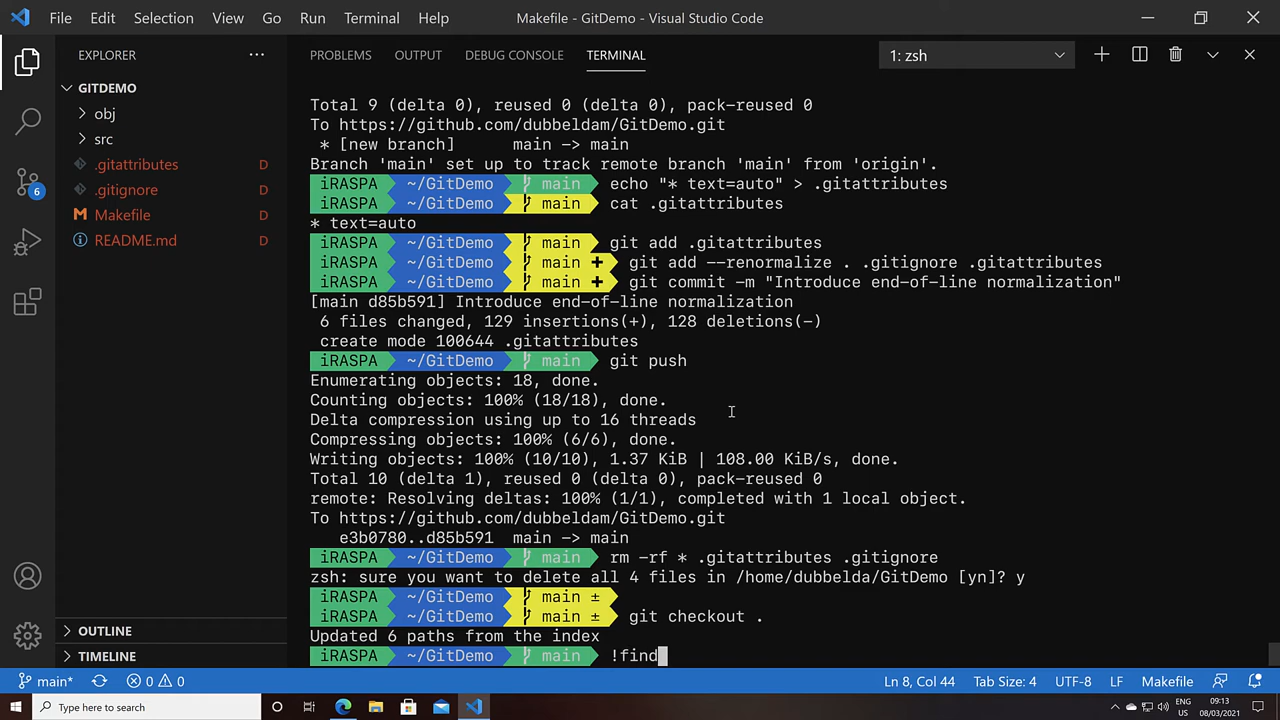 File Edit Selection View Go Run Terminal Help Makefile - GitDemo - Visual Studio Code
EXPLORER
GITDEMO
obj
src
.gitattributes D
.gitignore D
Makefile D
README.md D
OUTLINE
TIMELINE
6
PROBLEMS OUTPUT DEBUG CONSOLE TERMINAL 1: zsh
Total 9 (delta 0), reused 0 (delta 0), pack-reused 0
To https://github.com/dubbeldam/GitDemo.git
* [new branch] main -> main
Branch 'main' set up to track remote branch 'main' from 'origin'.
iRASPA ~/GitDemo main echo "* text=auto" > .gitattributes
iRASPA ~/GitDemo main cat .gitattributes
* text=auto
iRASPA ~/GitDemo main git add .gitattributes
iRASPA ~/GitDemo main ✚ git add --renormalize . .gitignore .gitattributes
iRASPA ~/GitDemo main ✚ git commit -m "Introduce end-of-line normalization"
[main d85b591] Introduce end-of-line normalization
6 files changed, 129 insertions(+), 128 deletions(-)
create mode 100644 .gitattributes
iRASPA ~/GitDemo main git push
Enumerating objects: 18, done.
Counting objects: 100% (18/18), done.
Delta compression using up to 16 threads
Compressing objects: 100% (6/6), done.
Writing objects: 100% (10/10), 1.37 KiB | 108.00 KiB/s, done.
Total 10 (delta 1), reused 0 (delta 0), pack-reused 0
remote: Resolving deltas: 100% (1/1), completed with 1 local object.
To https://github.com/dubbeldam/GitDemo.git
e3b0780..d85b591 main -> main
iRASPA ~/GitDemo main rm -rf * .gitattributes .gitignore
zsh: sure you want to delete all 4 files in /home/dubbelda/GitDemo [yn]? y
iRASPA ~/GitDemo main ±
iRASPA ~/GitDemo main ± git checkout .
Updated 6 paths from the index
iRASPA ~/GitDemo main !find
main* 0 0 Ln 8, Col 44 Tab Size: 4 UTF-8 LF Makefile
Type here to search
ENG 09:13
US 08/03/2021